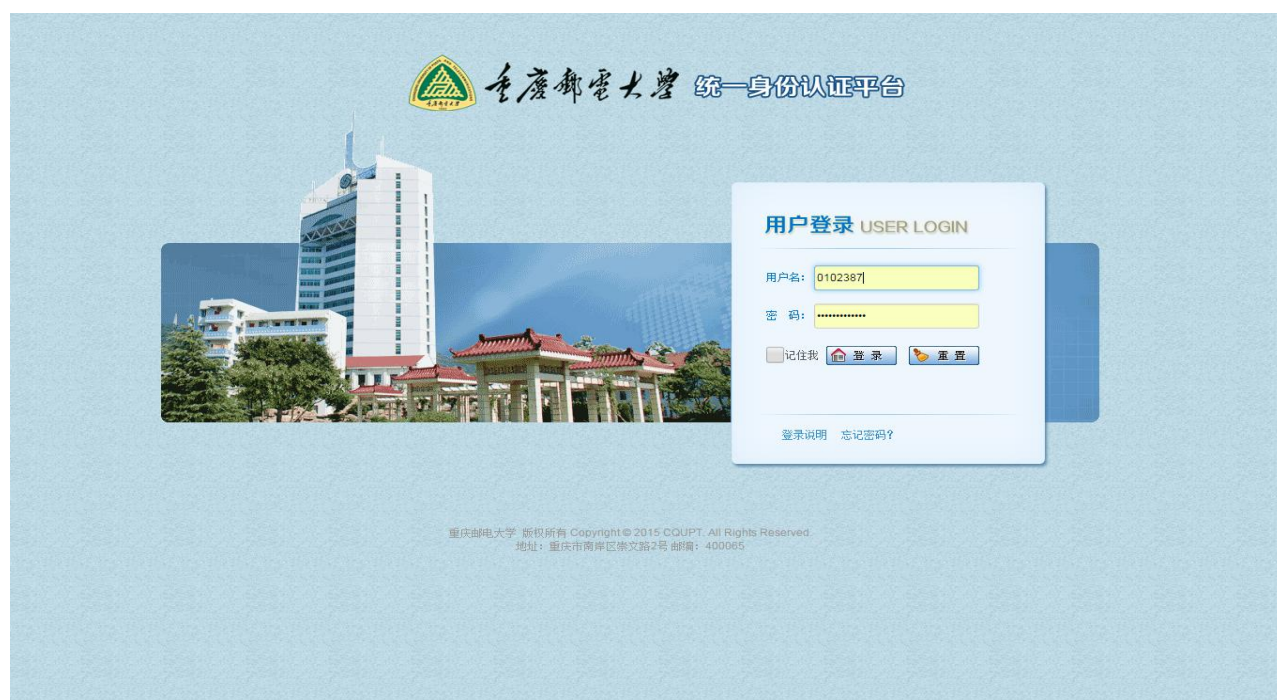 重庆邮电大学 统一身份认证平台
用户登录 USER LOGIN
用户名: 0102387
密 码: •••••••••••••
记住我 登 录 重 置
登录说明 忘记密码?
重庆邮电大学 版权所有 Copyright © 2015 CQUPT. All Rights Reserved.
地址:重庆市南岸区崇文路2号 邮编:400065